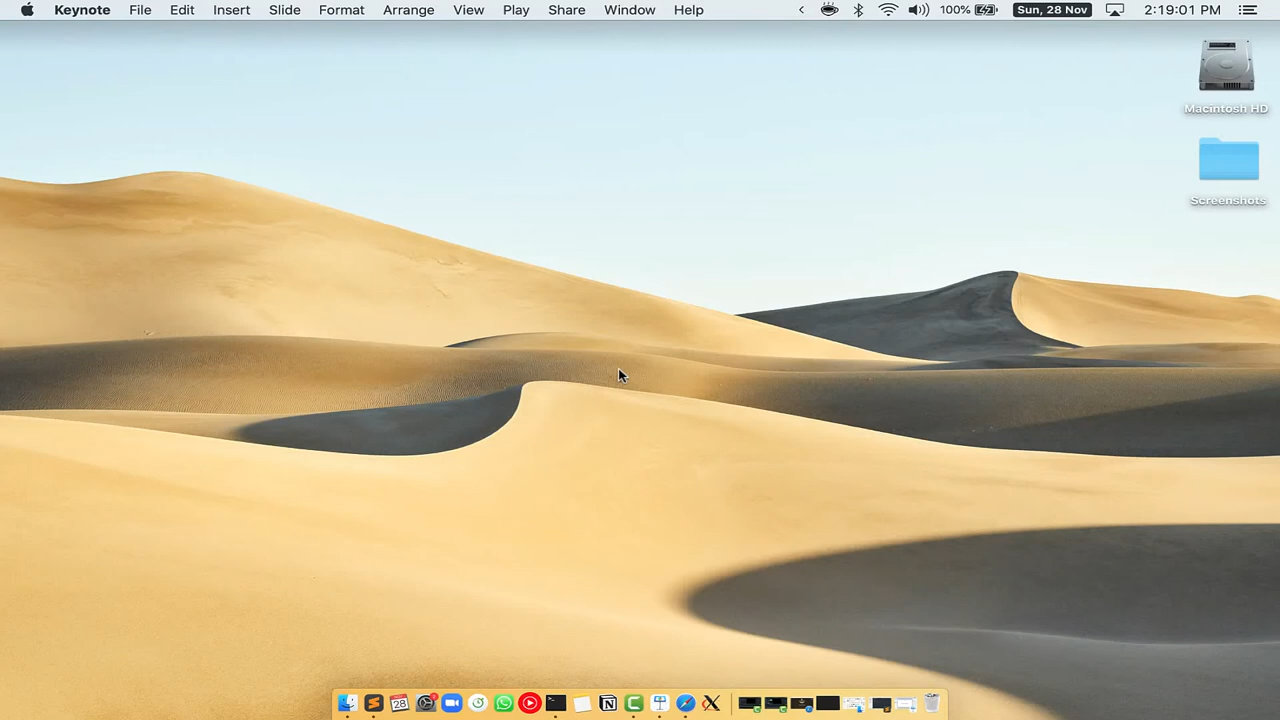 Keynote File Edit Insert Slide Format Arrange View Play Share Window Help 100% Sun, 28 Nov 2:19:01 PM
Macintosh HD
Screenshots
28